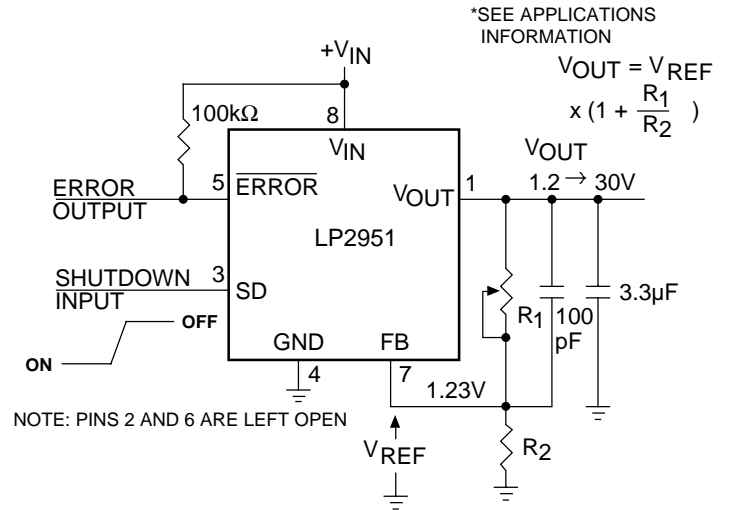 *SEE APPLICATIONS
INFORMATION
+VIN
VOUT = VREF
x (1 + R1
R2 )
100kΩ
8
VIN
VOUT
1.2 → 30V
ERROR
OUTPUT
5
ERROR
VOUT
1
LP2951
SHUTDOWN
INPUT
3
SD
R1
100
pF
3.3µF
OFF
ON
GND
FB
4
7
1.23V
NOTE: PINS 2 AND 6 ARE LEFT OPEN
VREF
R2